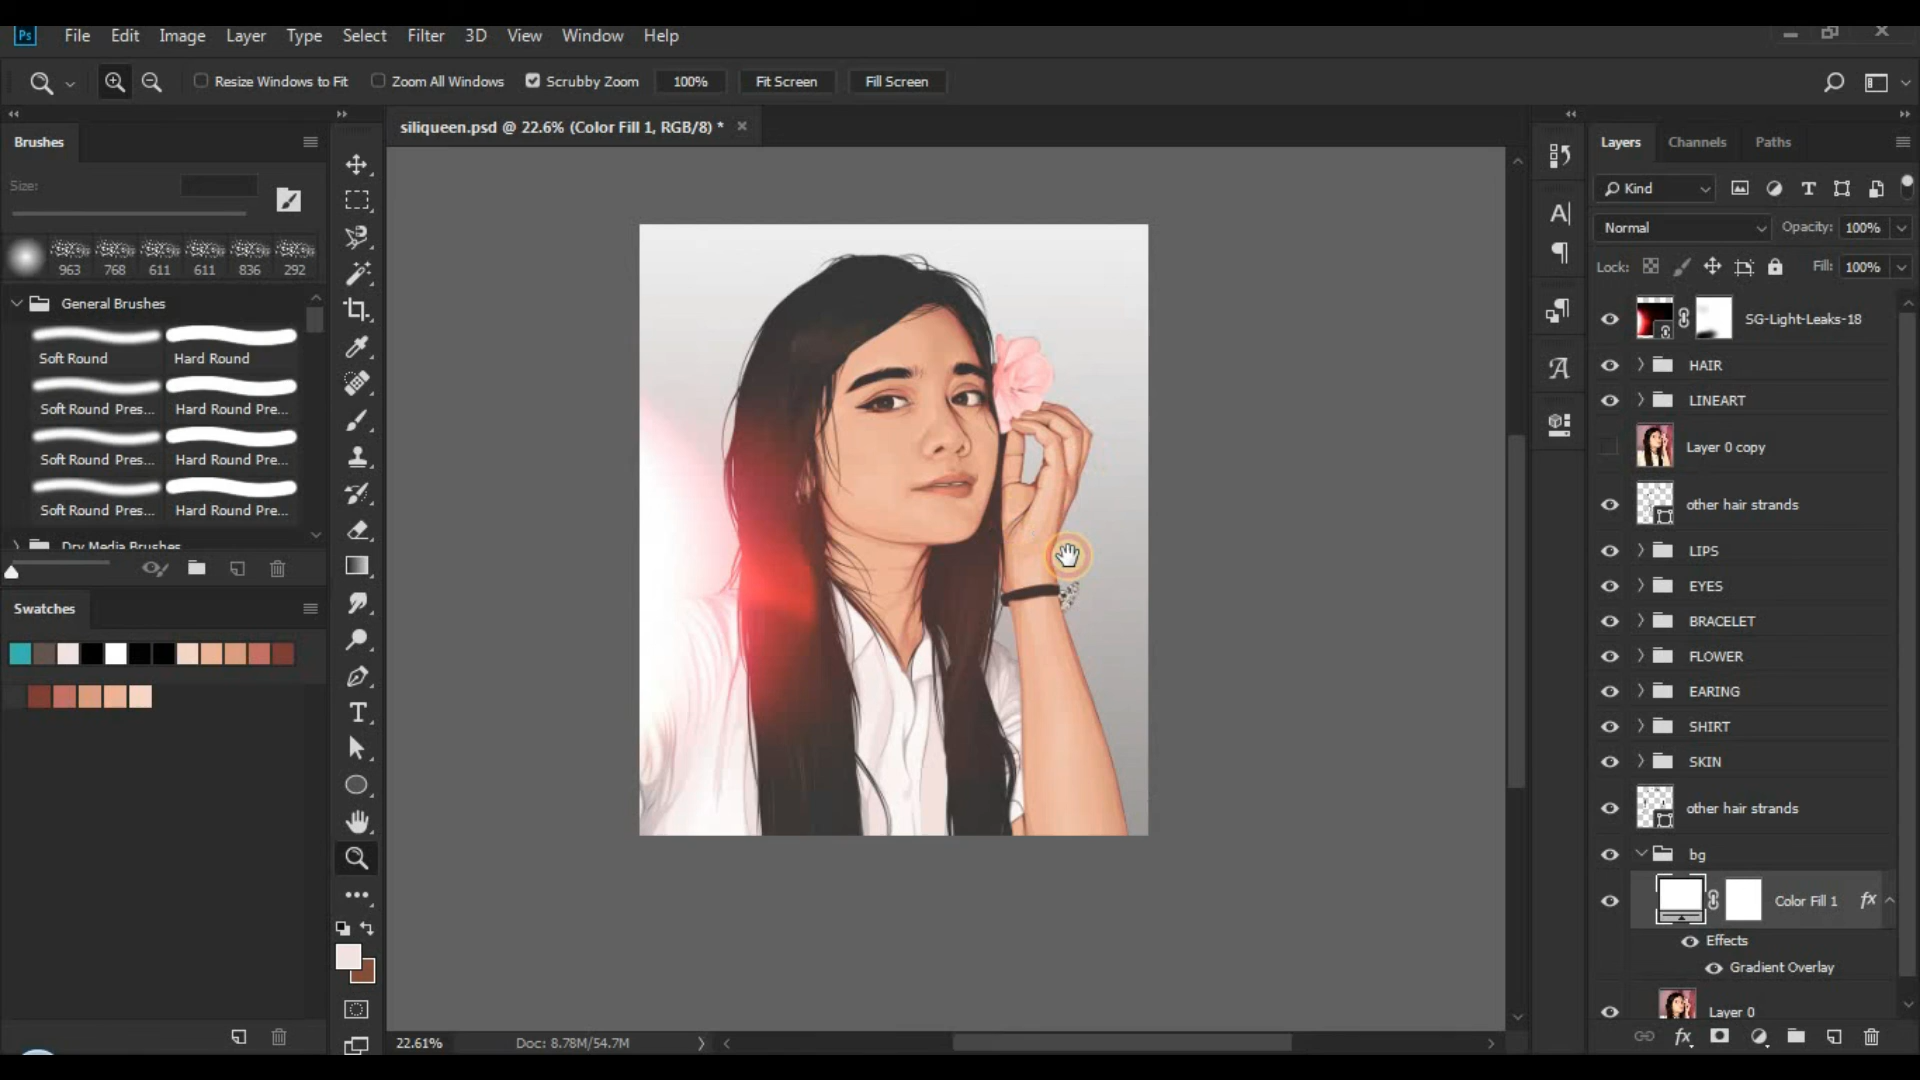 Ps File Edit Image Layer Type Select Filter 3D View Window Help
Resize Windows to Fit Zoom All Windows Scrubby Zoom 100% Fit Screen Fill Screen
siliqueen.psd @ 22.6% (Color Fill 1, RGB/8) *
Brushes
Size:
963 768 611 611 836 292
General Brushes
Soft Round Hard Round
Soft Round Pres... Hard Round Pre...
Soft Round Pres... Hard Round Pre...
Soft Round Pres... Hard Round Pre...
Dry Media Brushes
Swatches
22.61% Doc: 8.78M/54.7M
Layers Channels Paths
Kind
Normal Opacity: 100%
Lock: Fill: 100%
SG-Light-Leaks-18
HAIR
LINEART
Layer 0 copy
other hair strands
LIPS
EYES
BRACELET
FLOWER
EARING
SHIRT
SKIN
other hair strands
bg
Color Fill 1 fx
Effects
Gradient Overlay
Layer 0
fx